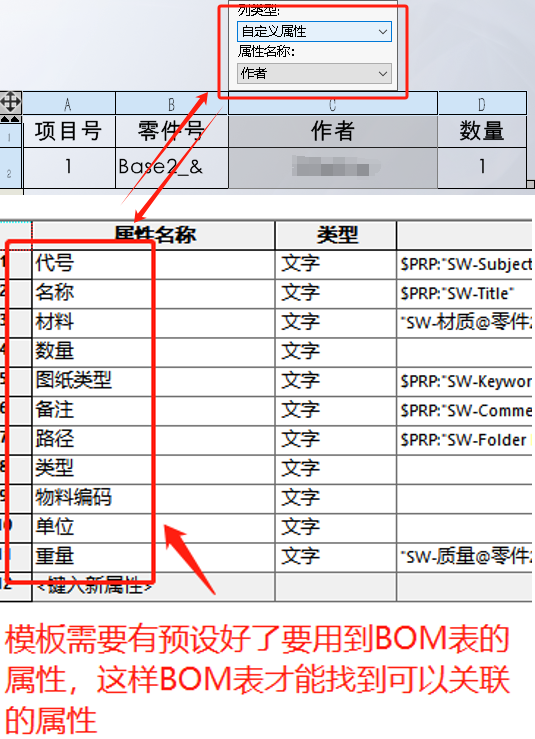 列类型:
自定义属性
属性名称:
作者
A B C D
1 项目号 零件号 作者 数量
2 1 Base2_& 1
属性名称 类型
1 代号 文字 $PRP:"SW-Subject
2 名称 文字 $PRP:"SW-Title"
3 材料 文字 "SW-材质@零件2
4 数量 文字
5 图纸类型 文字 $PRP:"SW-Keywor
6 备注 文字 $PRP:"SW-Comme
7 路径 文字 $PRP:"SW-Folder
8 类型 文字
9 物料编码 文字
10 单位 文字
11 重量 文字 "SW-质量@零件2
12 <键入新属性>
模板需要有预设好了要用到BOM表的
属性，这样BOM表才能找到可以关联
的属性